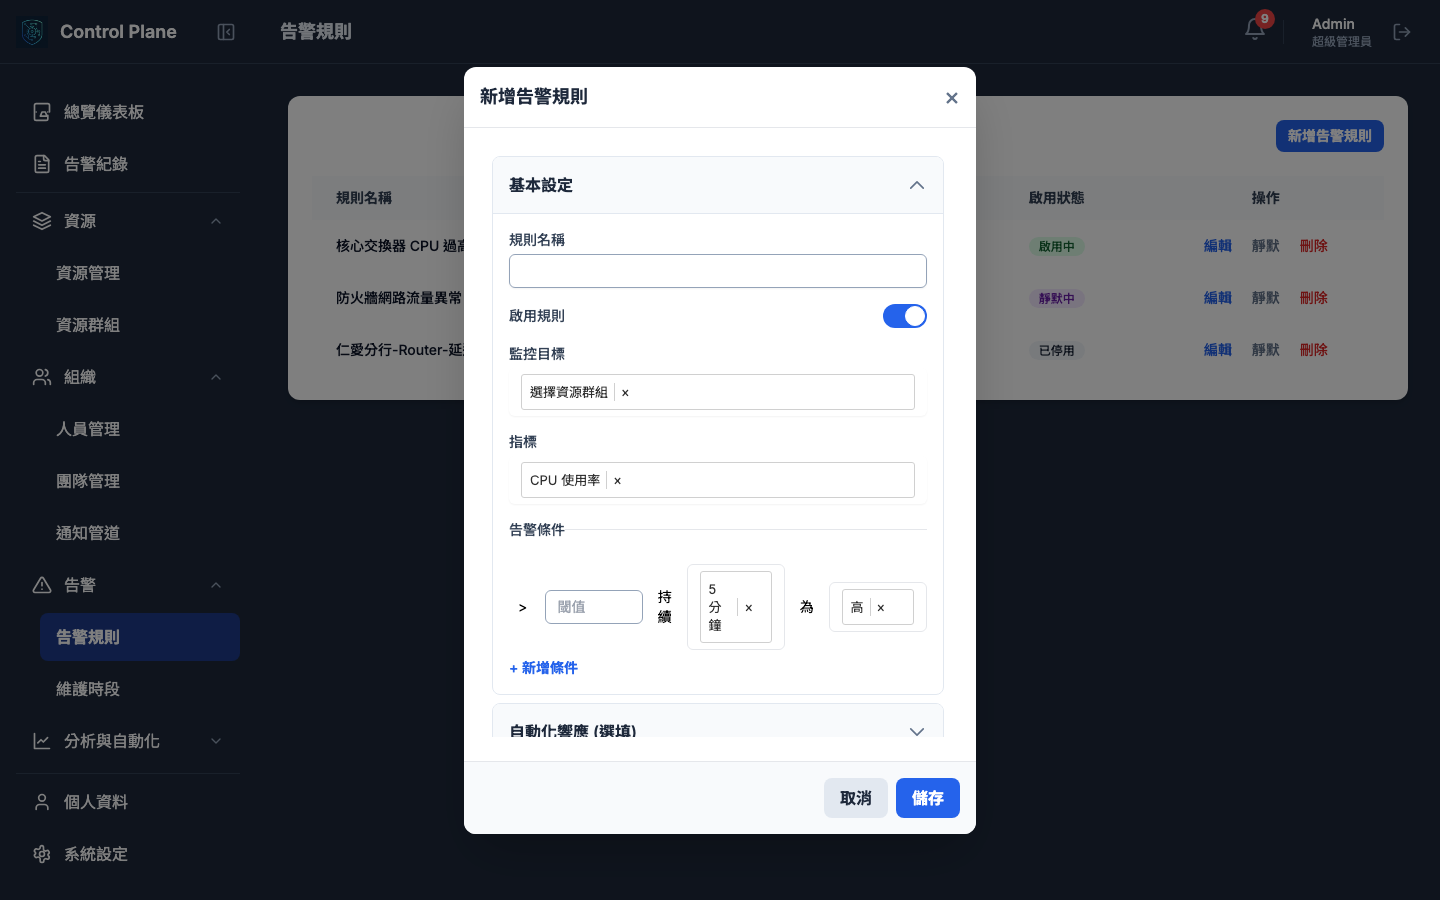 Control Plane
告警規則
9
Admin
超級管理員
總覽儀表板
告警紀錄
資源
資源管理
資源群組
組織
人員管理
團隊管理
通知管道
告警
告警規則
維護時段
分析與自動化
個人資料
系統設定
新增告警規則
規則名稱
啟用狀態
操作
核心交換器 CPU 過高
啟用中
編輯
靜默
刪除
防火牆網路流量異常
靜默中
編輯
靜默
刪除
仁愛分行-Router-延
已停用
編輯
靜默
刪除
新增告警規則
×
基本設定
規則名稱
啟用規則
監控目標
選擇資源群組 ×
指標
CPU 使用率 ×
告警條件
>
閾值
持續
5 分鐘 ×
為
高 ×
+ 新增條件
自動化響應 (選填)
取消
儲存